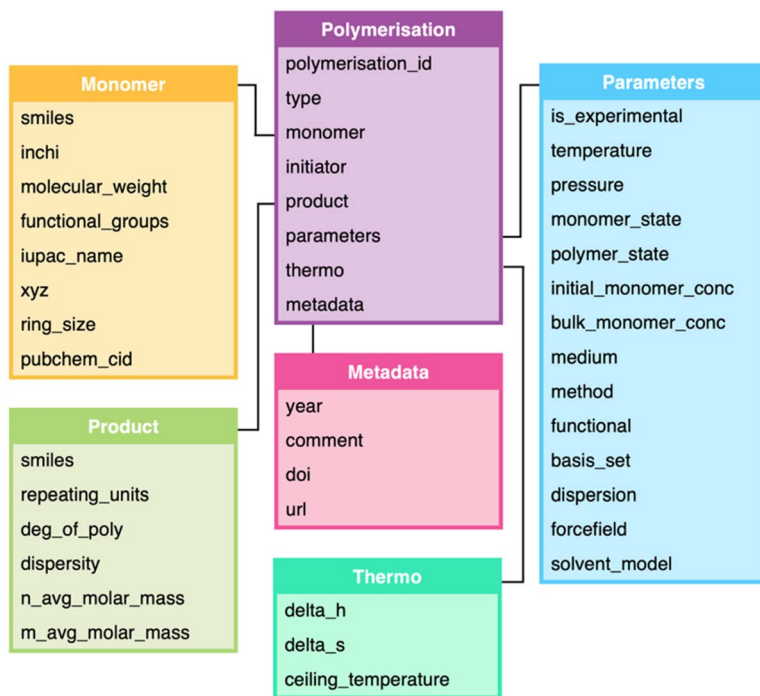 Polymerisation
polymerisation_id
type
monomer
initiator
product
parameters
thermo
metadata
Monomer
smiles
inchi
molecular_weight
functional_groups
iupac_name
xyz
ring_size
pubchem_cid
Parameters
is_experimental
temperature
pressure
monomer_state
polymer_state
initial_monomer_conc
bulk_monomer_conc
medium
method
functional
basis_set
dispersion
forcefield
solvent_model
Metadata
year
comment
doi
url
Product
smiles
repeating_units
deg_of_poly
dispersity
n_avg_molar_mass
m_avg_molar_mass
Thermo
delta_h
delta_s
ceiling_temperature